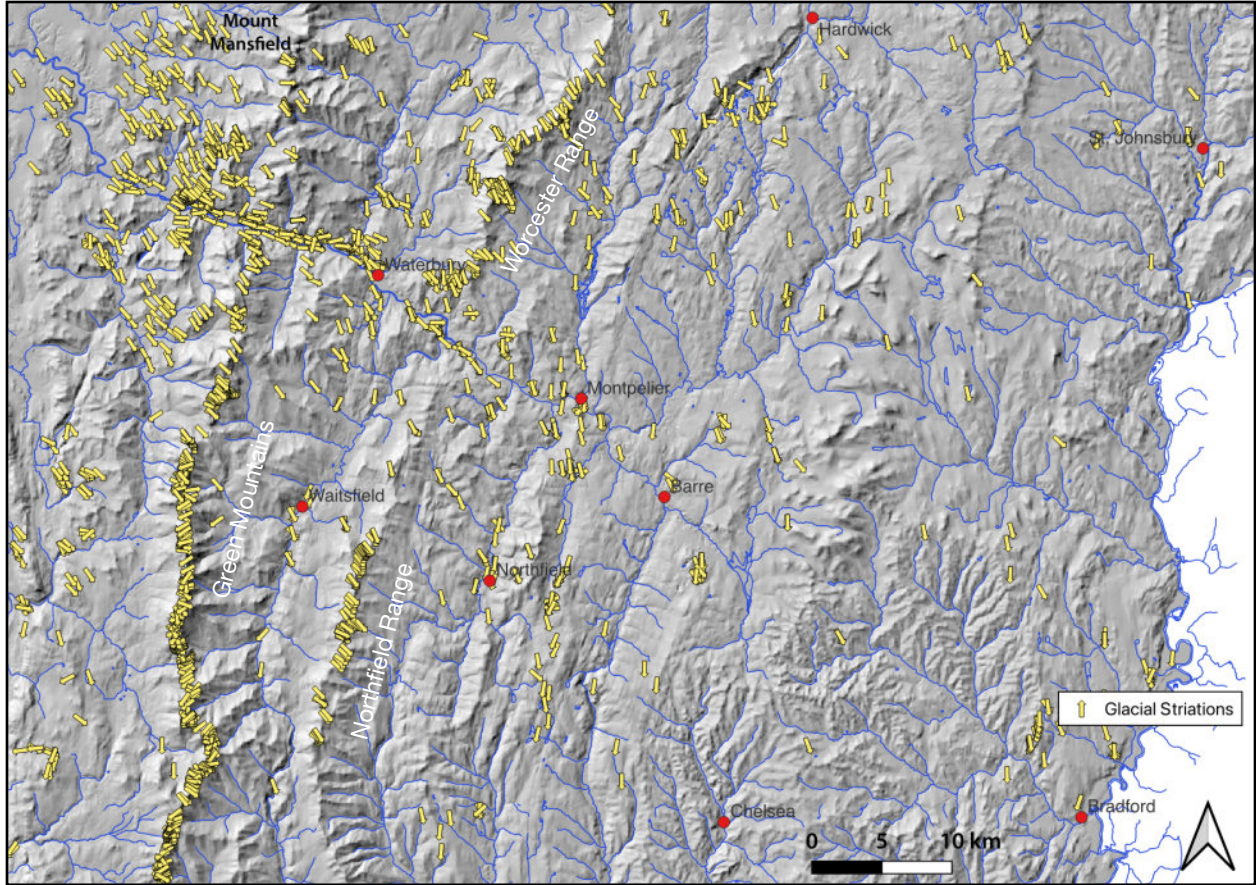 Mount
Mansfield
Hardwick
St. Johnsbury
Worcester Range
Waterbury
Montpelier
Green Mountains
Waitsfield
Barre
Northfield
Northfield Range
Glacial Striations
Chelsea
Bradford
0 5 10 km